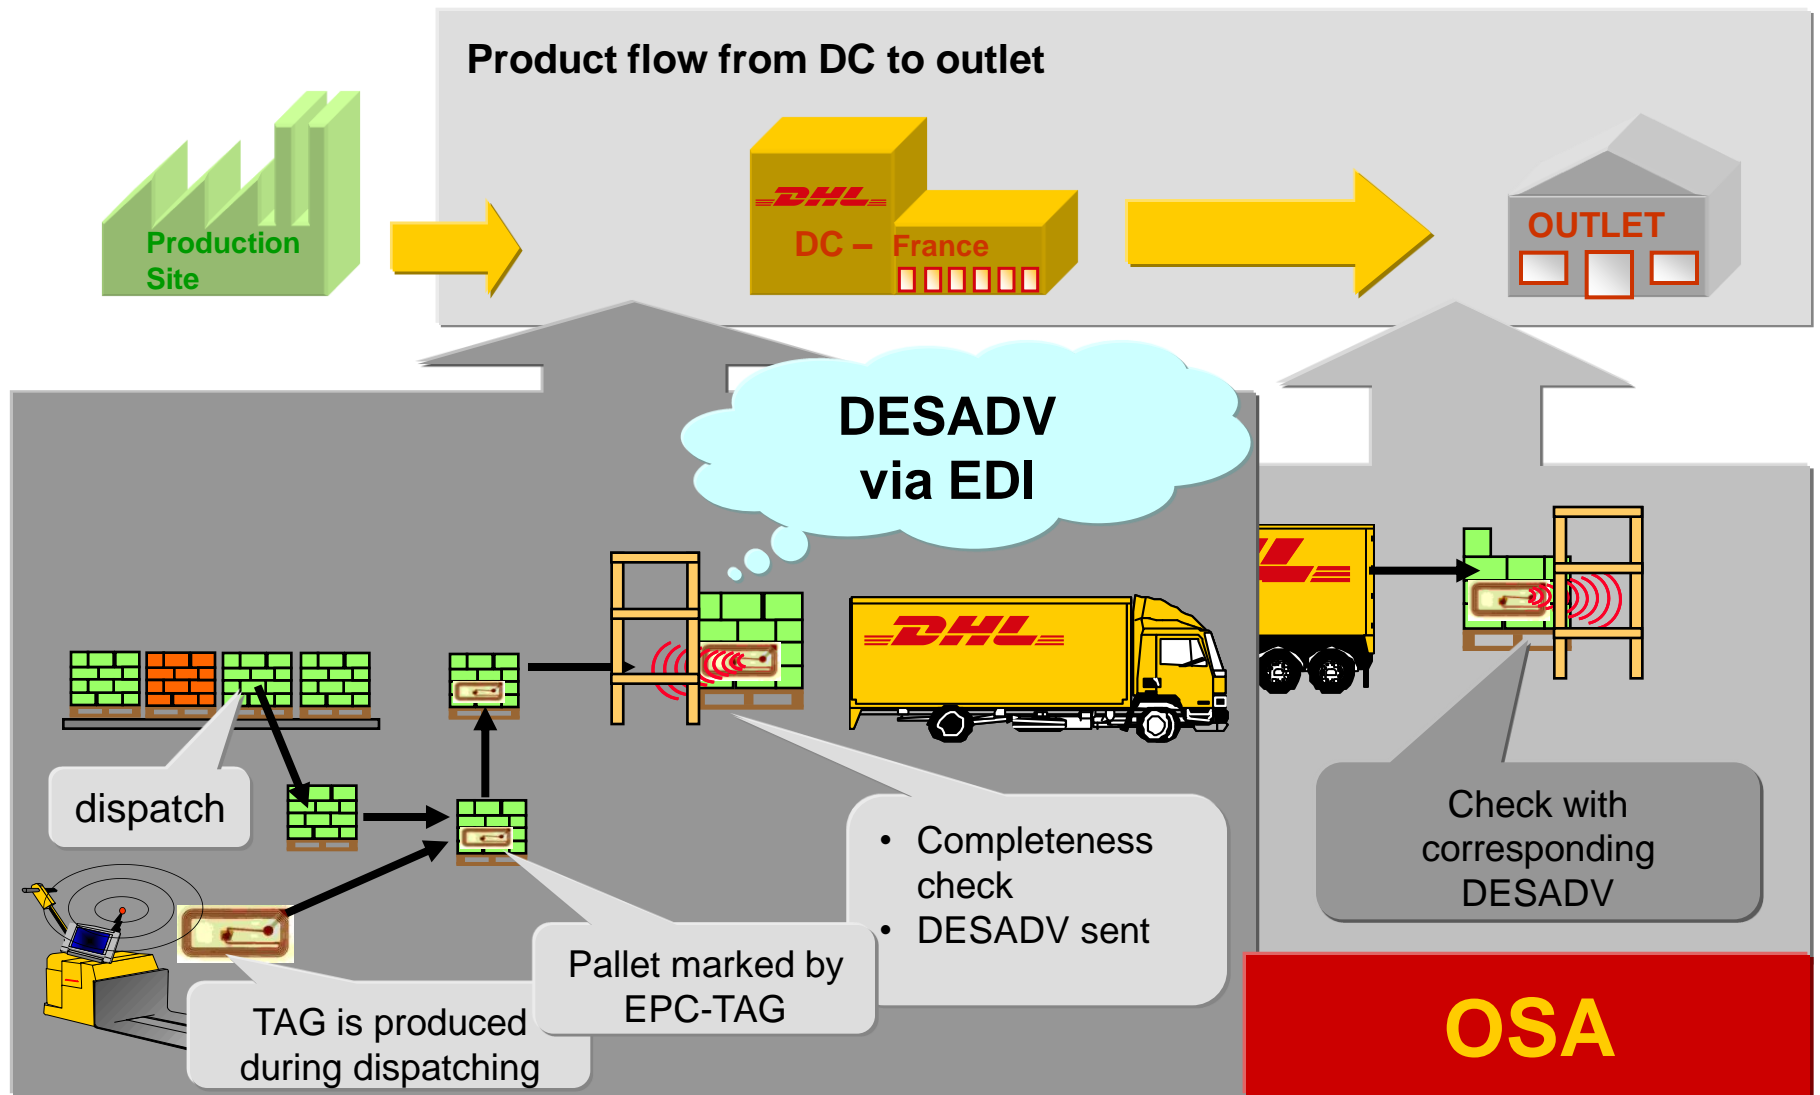 Product flow from DC to outlet
Production
Site
DHL
DC – France
OUTLET
DESADV
via EDI
DHL
HL
dispatch
• Completeness
check
• DESADV sent
Check with
corresponding
DESADV
Pallet marked by
EPC-TAG
TAG is produced
during dispatching
OSA